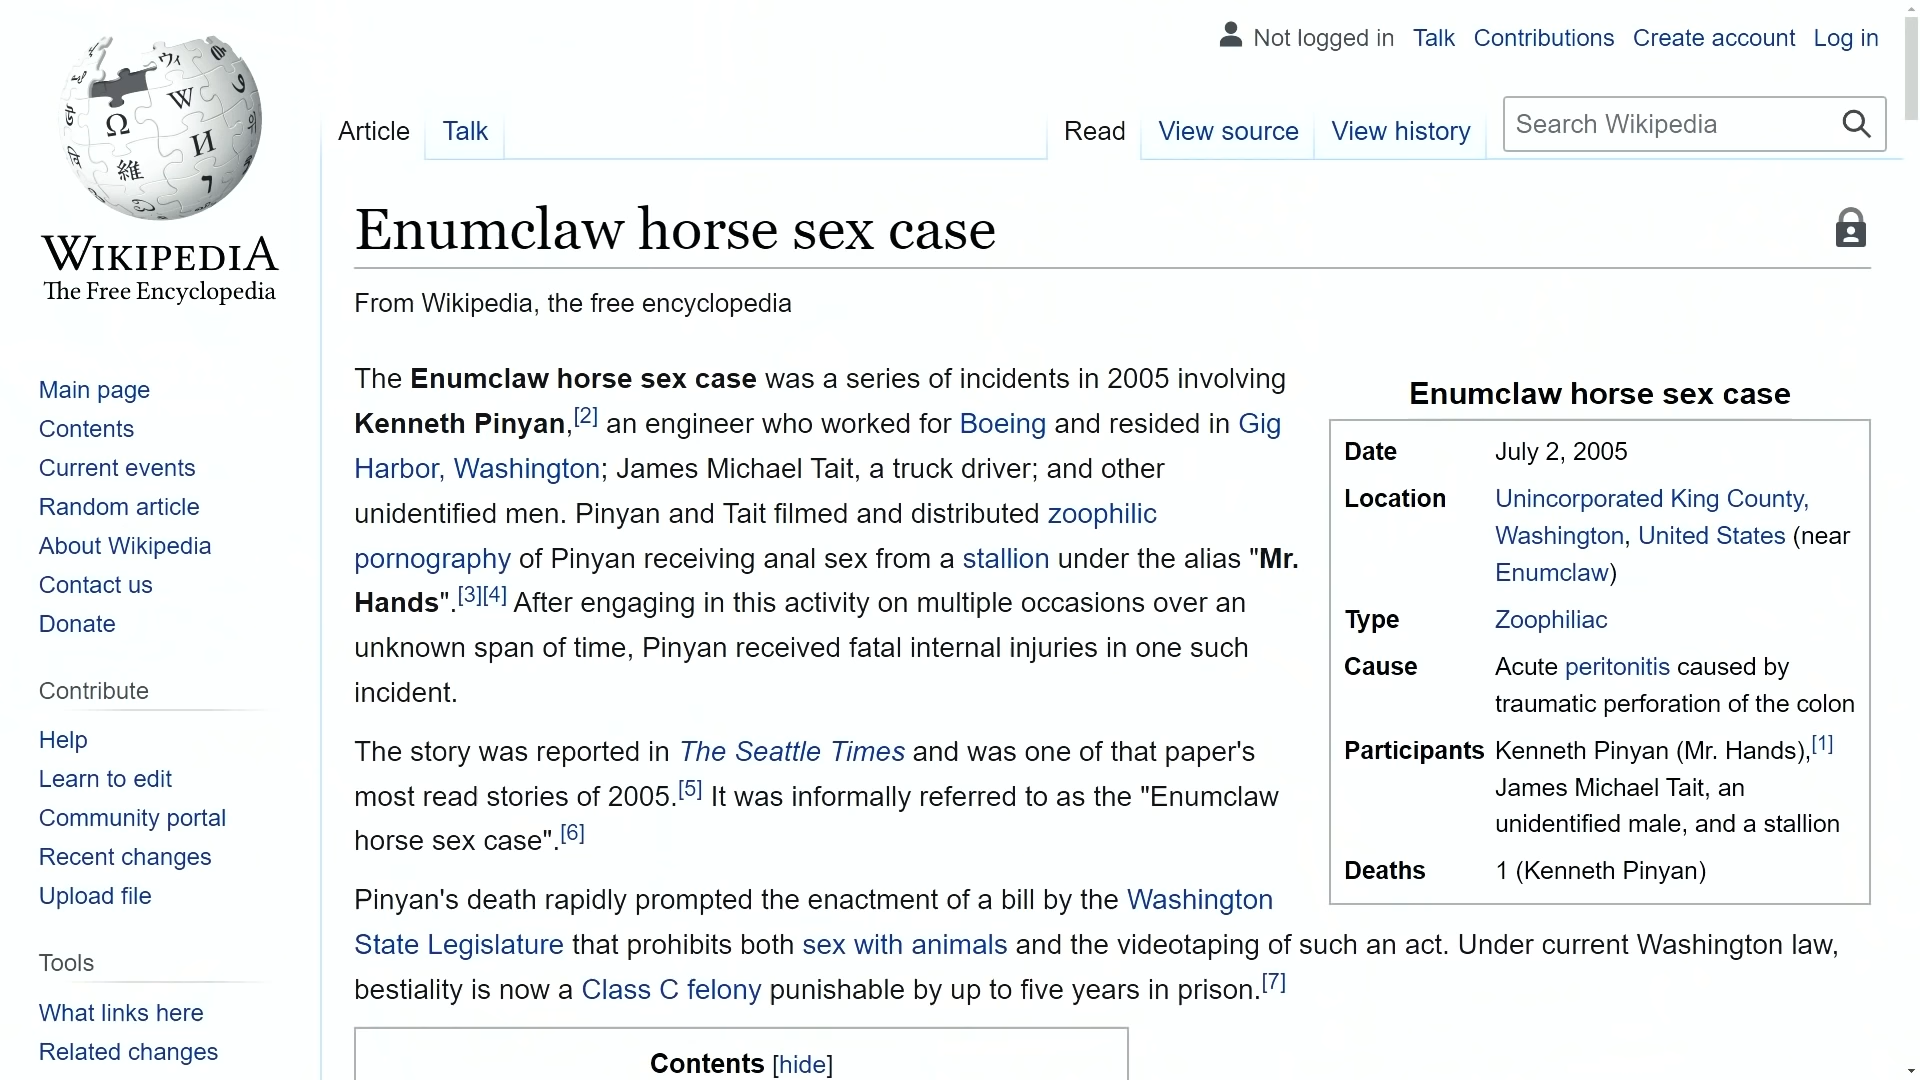 Not logged in Talk Contributions Create account Log in
Article Talk Read View source View history Search Wikipedia
WIKIPEDIA
The Free Encyclopedia
Main page
Contents
Current events
Random article
About Wikipedia
Contact us
Donate
Contribute
Help
Learn to edit
Community portal
Recent changes
Upload file
Tools
What links here
Related changes
Enumclaw horse sex case
From Wikipedia, the free encyclopedia
The Enumclaw horse sex case was a series of incidents in 2005 involving
Kenneth Pinyan,[2] an engineer who worked for Boeing and resided in Gig
Harbor, Washington; James Michael Tait, a truck driver; and other
unidentified men. Pinyan and Tait filmed and distributed zoophilic
pornography of Pinyan receiving anal sex from a stallion under the alias "Mr.
Hands".[3][4] After engaging in this activity on multiple occasions over an
unknown span of time, Pinyan received fatal internal injuries in one such
incident.
The story was reported in The Seattle Times and was one of that paper's
most read stories of 2005.[5] It was informally referred to as the "Enumclaw
horse sex case".[6]
Pinyan's death rapidly prompted the enactment of a bill by the Washington
State Legislature that prohibits both sex with animals and the videotaping of such an act. Under current Washington law,
bestiality is now a Class C felony punishable by up to five years in prison.[7]
Contents [hide]
Enumclaw horse sex case
Date July 2, 2005
Location Unincorporated King County,
Washington, United States (near
Enumclaw)
Type Zoophiliac
Cause Acute peritonitis caused by
traumatic perforation of the colon
Participants Kenneth Pinyan (Mr. Hands),[1]
James Michael Tait, an
unidentified male, and a stallion
Deaths 1 (Kenneth Pinyan)